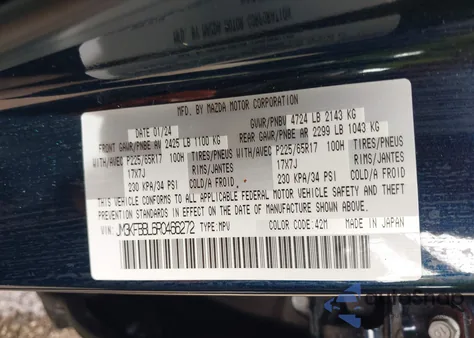 MFD. BY MAZDA MOTOR CORPORATION
DATE 01/24 GVWR/PNBV 4724 LB 2143 KG
FRONT GAWR/PNBE AV 2425 LB 1100 KG REAR GAWR/PNBE AR 2299 LB 1043 KG
WITH/AVEC P225/65R17 100H TIRES/PNEUS WITH/AVEC P225/65R17 100H TIRES/PNEUS
17X7J RIMS/JANTES 17X7J RIMS/JANTES
230 KPA/34 PSI COLD/A FROID 230 KPA/34 PSI COLD/A FROID
THIS VEHICLE CONFORMS TO ALL APPLICABLE FEDERAL MOTOR VEHICLE SAFETY AND THEFT
PREVENTION STANDARDS IN EFFECT ON THE DATE OF MANUFACTURE SHOWN ABOVE.
VIN: JM3KFBBL6R0466272 TYPE:MPV COLOR CODE:42M MADE IN JAPAN